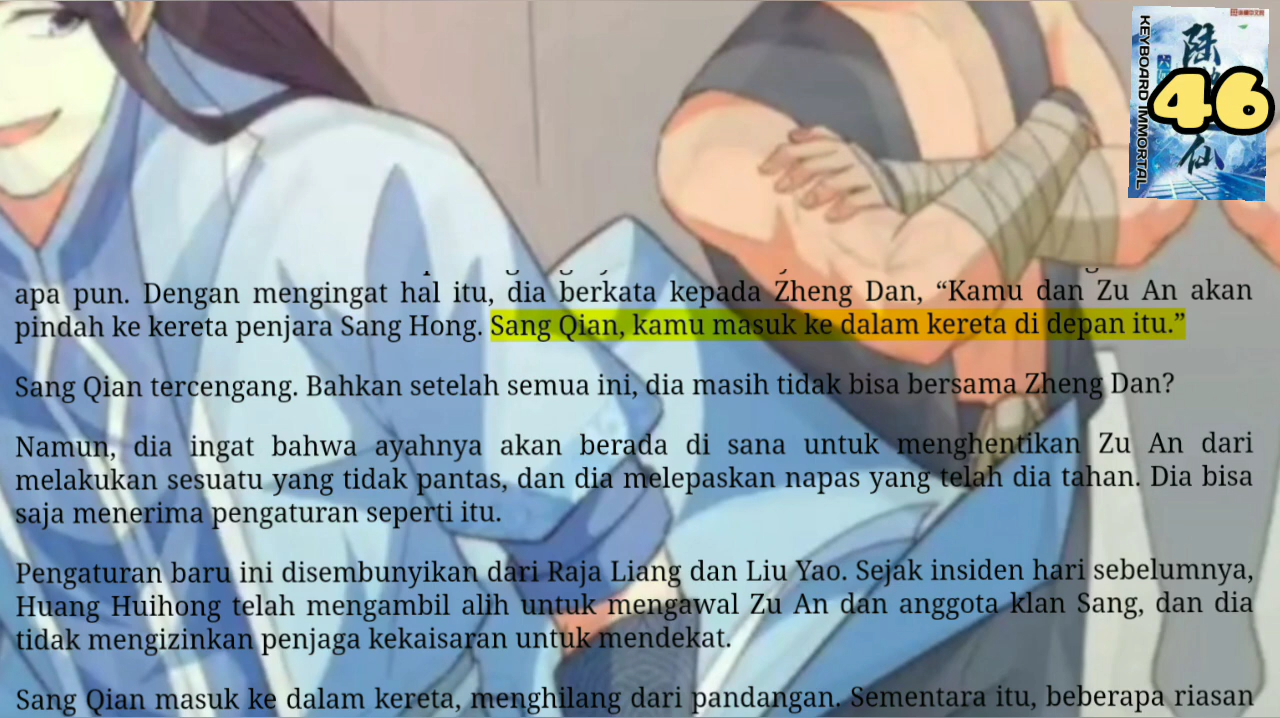 apa pun. Dengan mengingat hal itu, dia berkata kepada Zheng Dan, “Kamu dan Zu An akan
pindah ke kereta penjara Sang Hong. Sang Qian, kamu masuk ke dalam kereta di depan itu.”
Sang Qian tercengang. Bahkan setelah semua ini, dia masih tidak bisa bersama Zheng Dan?
Namun, dia ingat bahwa ayahnya akan berada di sana untuk menghentikan Zu An dari
melakukan sesuatu yang tidak pantas, dan dia melepaskan napas yang telah dia tahan. Dia bisa
saja menerima pengaturan seperti itu.
Pengaturan baru ini disembunyikan dari Raja Liang dan Liu Yao. Sejak insiden hari sebelumnya,
Huang Huihong telah mengambil alih untuk mengawal Zu An dan anggota klan Sang, dan dia
tidak mengizinkan penjaga kekaisaran untuk mendekat.
Sang Qian masuk ke dalam kereta, menghilang dari pandangan. Sementara itu, beberapa riasan
KEYBOARD IMMORTAL
陆
仙
46